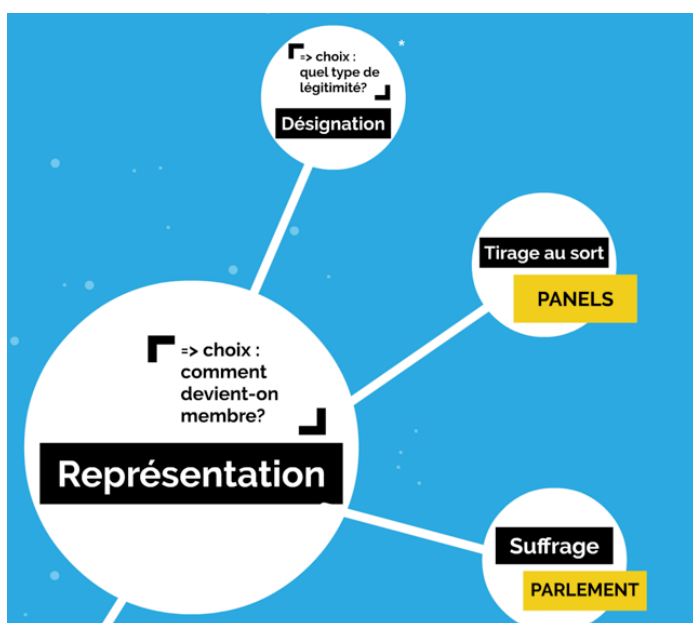 => choix :
quel type de
légitimité?
Désignation
Tirage au sort
PANELS
=> choix :
comment
devient-on
membre?
Représentation
Suffrage
PARLEMENT